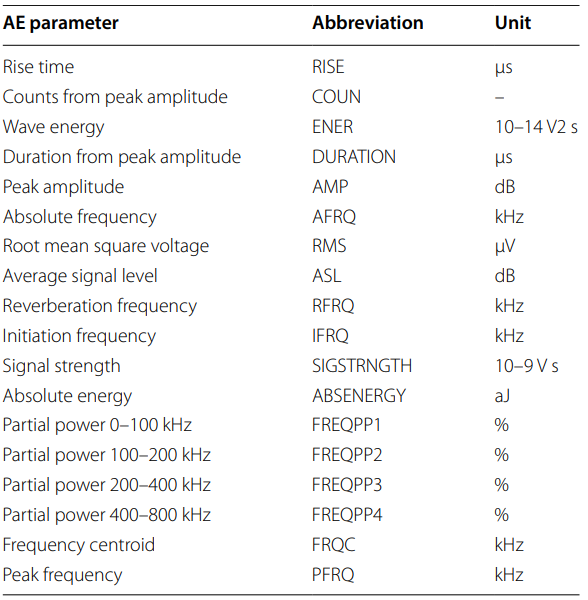 AE parameter Abbreviation Unit
Rise time RISE µs
Counts from peak amplitude COUN –
Wave energy ENER 10–14 V2 s
Duration from peak amplitude DURATION µs
Peak amplitude AMP dB
Absolute frequency AFRQ kHz
Root mean square voltage RMS µV
Average signal level ASL dB
Reverberation frequency RFRQ kHz
Initiation frequency IFRQ kHz
Signal strength SIGSTRNGTH 10–9 V s
Absolute energy ABSENERGY aJ
Partial power 0–100 kHz FREQPP1 %
Partial power 100–200 kHz FREQPP2 %
Partial power 200–400 kHz FREQPP3 %
Partial power 400–800 kHz FREQPP4 %
Frequency centroid FRQC kHz
Peak frequency PFRQ kHz